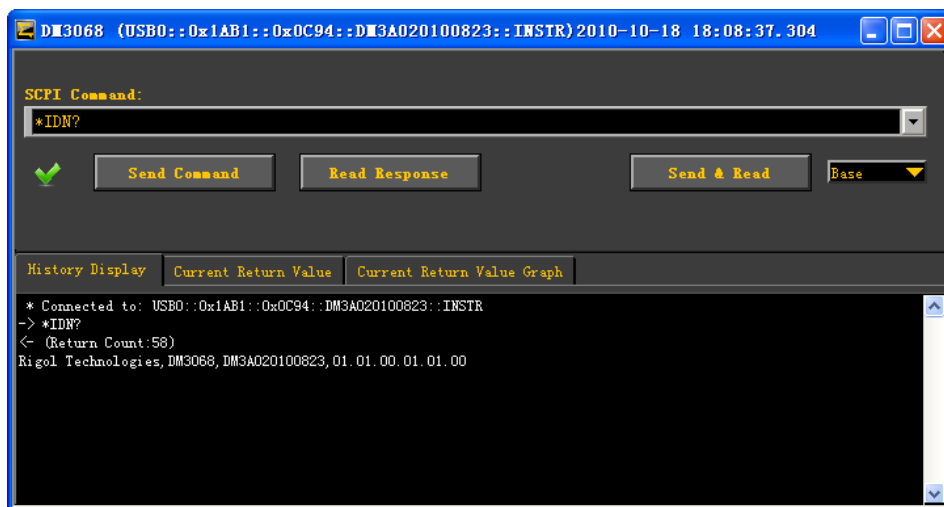 DM3068 (USB0::0x1AB1::0x0C94::DM3A020100823::INSTR)2010-10-18 18:08:37.304
SCPI Command:
*IDN?
Send Command
Read Response
Send & Read
Base
History Display
Current Return Value
Current Return Value Graph
* Connected to: USB0::0x1AB1::0x0C94::DM3A020100823::INSTR
-> *IDN?
<- (Return Count:58)
Rigol Technologies,DM3068,DM3A020100823,01.01.00.01.01.00